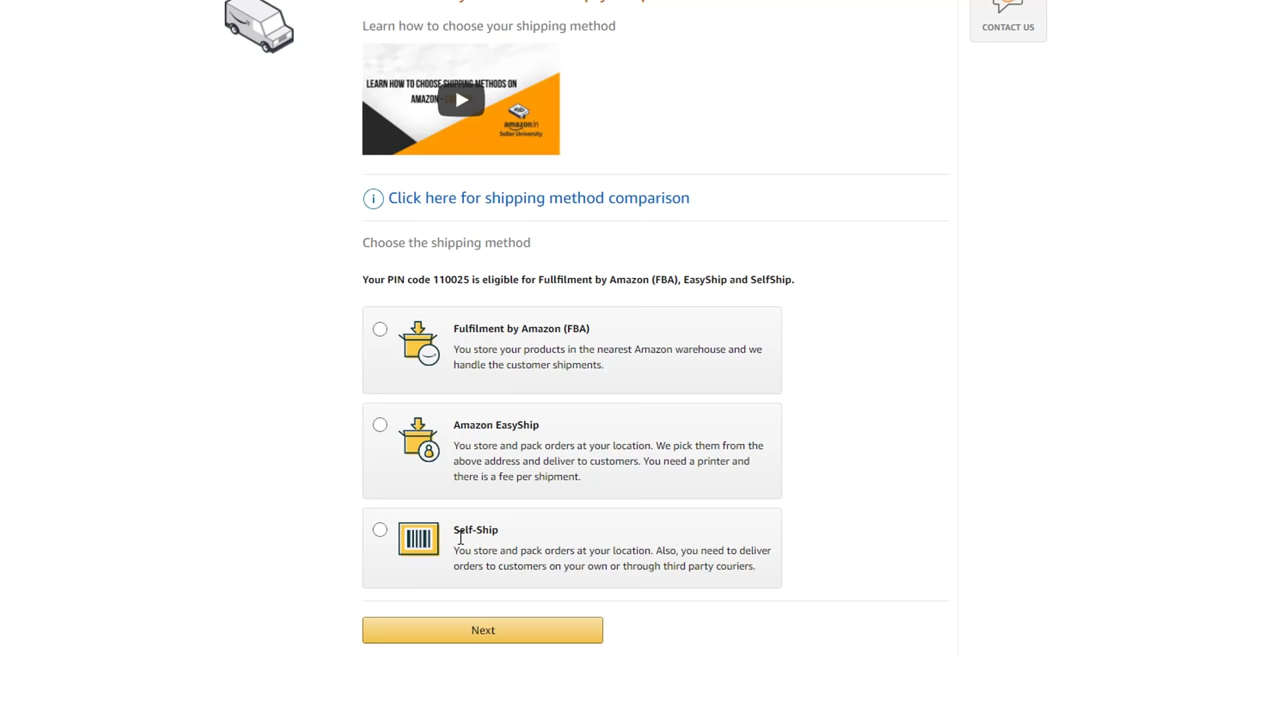 Learn how to choose your shipping method
CONTACT US
LEARN HOW TO CHOOSE SHIPPING METHODS ON
AMAZON
amazon.in
Seller University
Click here for shipping method comparison
Choose the shipping method
Your PIN code 110025 is eligible for Fullfilment by Amazon (FBA), EasyShip and SelfShip.
Fulfilment by Amazon (FBA)
You store your products in the nearest Amazon warehouse and we
handle the customer shipments.
Amazon EasyShip
You store and pack orders at your location. We pick them from the
above address and deliver to customers. You need a printer and
there is a fee per shipment.
Self-Ship
You store and pack orders at your location. Also, you need to deliver
orders to customers on your own or through third party couriers.
Next